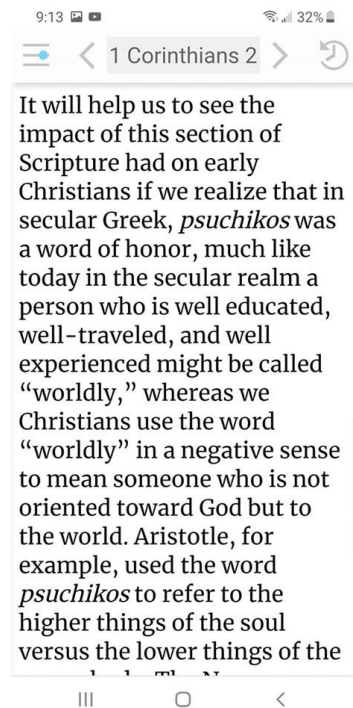 9:13 32%
1 Corinthians 2
It will help us to see the
impact of this section of
Scripture had on early
Christians if we realize that in
secular Greek, psuchikos was
a word of honor, much like
today in the secular realm a
person who is well educated,
well-traveled, and well
experienced might be called
“worldly,” whereas we
Christians use the word
“worldly” in a negative sense
to mean someone who is not
oriented toward God but to
the world. Aristotle, for
example, used the word
psuchikos to refer to the
higher things of the soul
versus the lower things of the